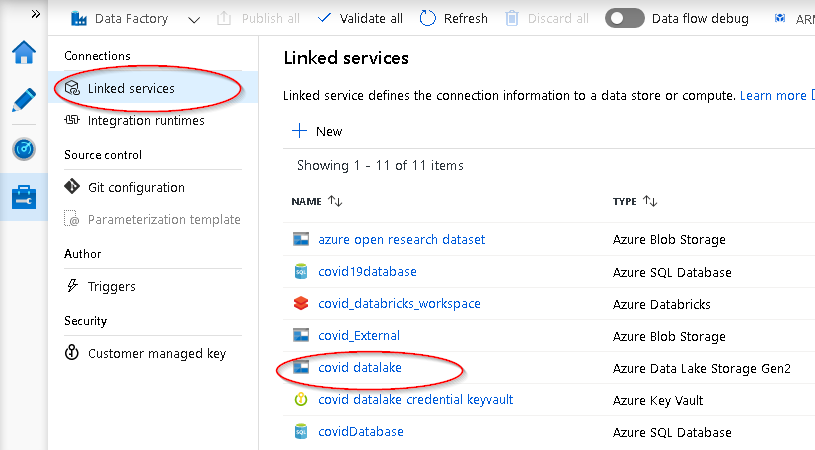 »
Data Factory
Publish all
Validate all
Refresh
Discard all
Data flow debug
Connections
Linked services
Integration runtimes
Source control
Git configuration
Parameterization template
Author
Triggers
Security
Customer managed key
Linked services
Linked service defines the connection information to a data store or compute. Learn more
+ New
Showing 1 - 11 of 11 items
NAME TYPE
azure open research dataset Azure Blob Storage
SQL covid19database Azure SQL Database
covid_databricks_workspace Azure Databricks
covid_External Azure Blob Storage
covid datalake Azure Data Lake Storage Gen2
covid datalake credential keyvault Azure Key Vault
SQL covidDatabase Azure SQL Database